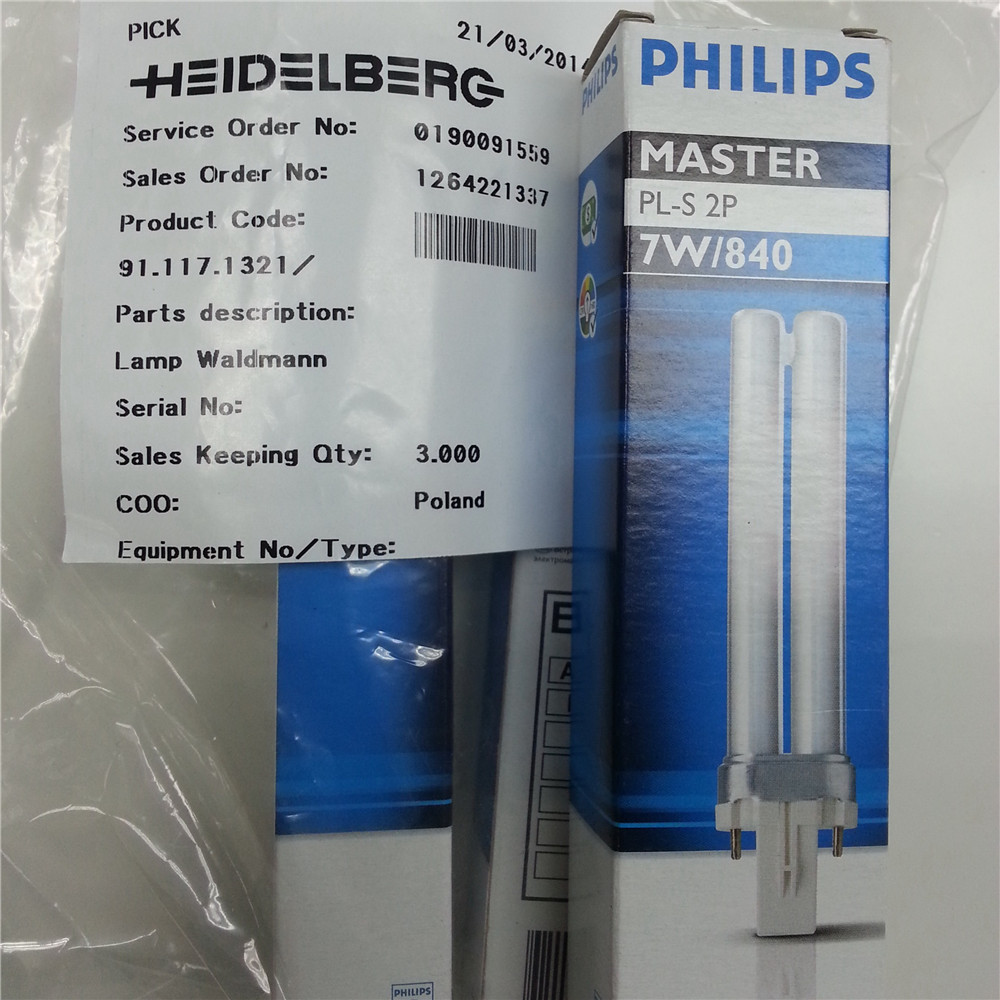 PICK
21/03/201
HEIDELBERG
Service Order No: 0190091559
Sales Order No: 1264221337
Product Code:
91.117.1321/
Parts description:
Lamp Waldmann
Serial No:
Sales Keeping Qty: 3.000
COO: Poland
Equipment No/Type:
PHILIPS
PHILIPS
MASTER
PL-S 2P
7W/840
E
A
PHILIPS